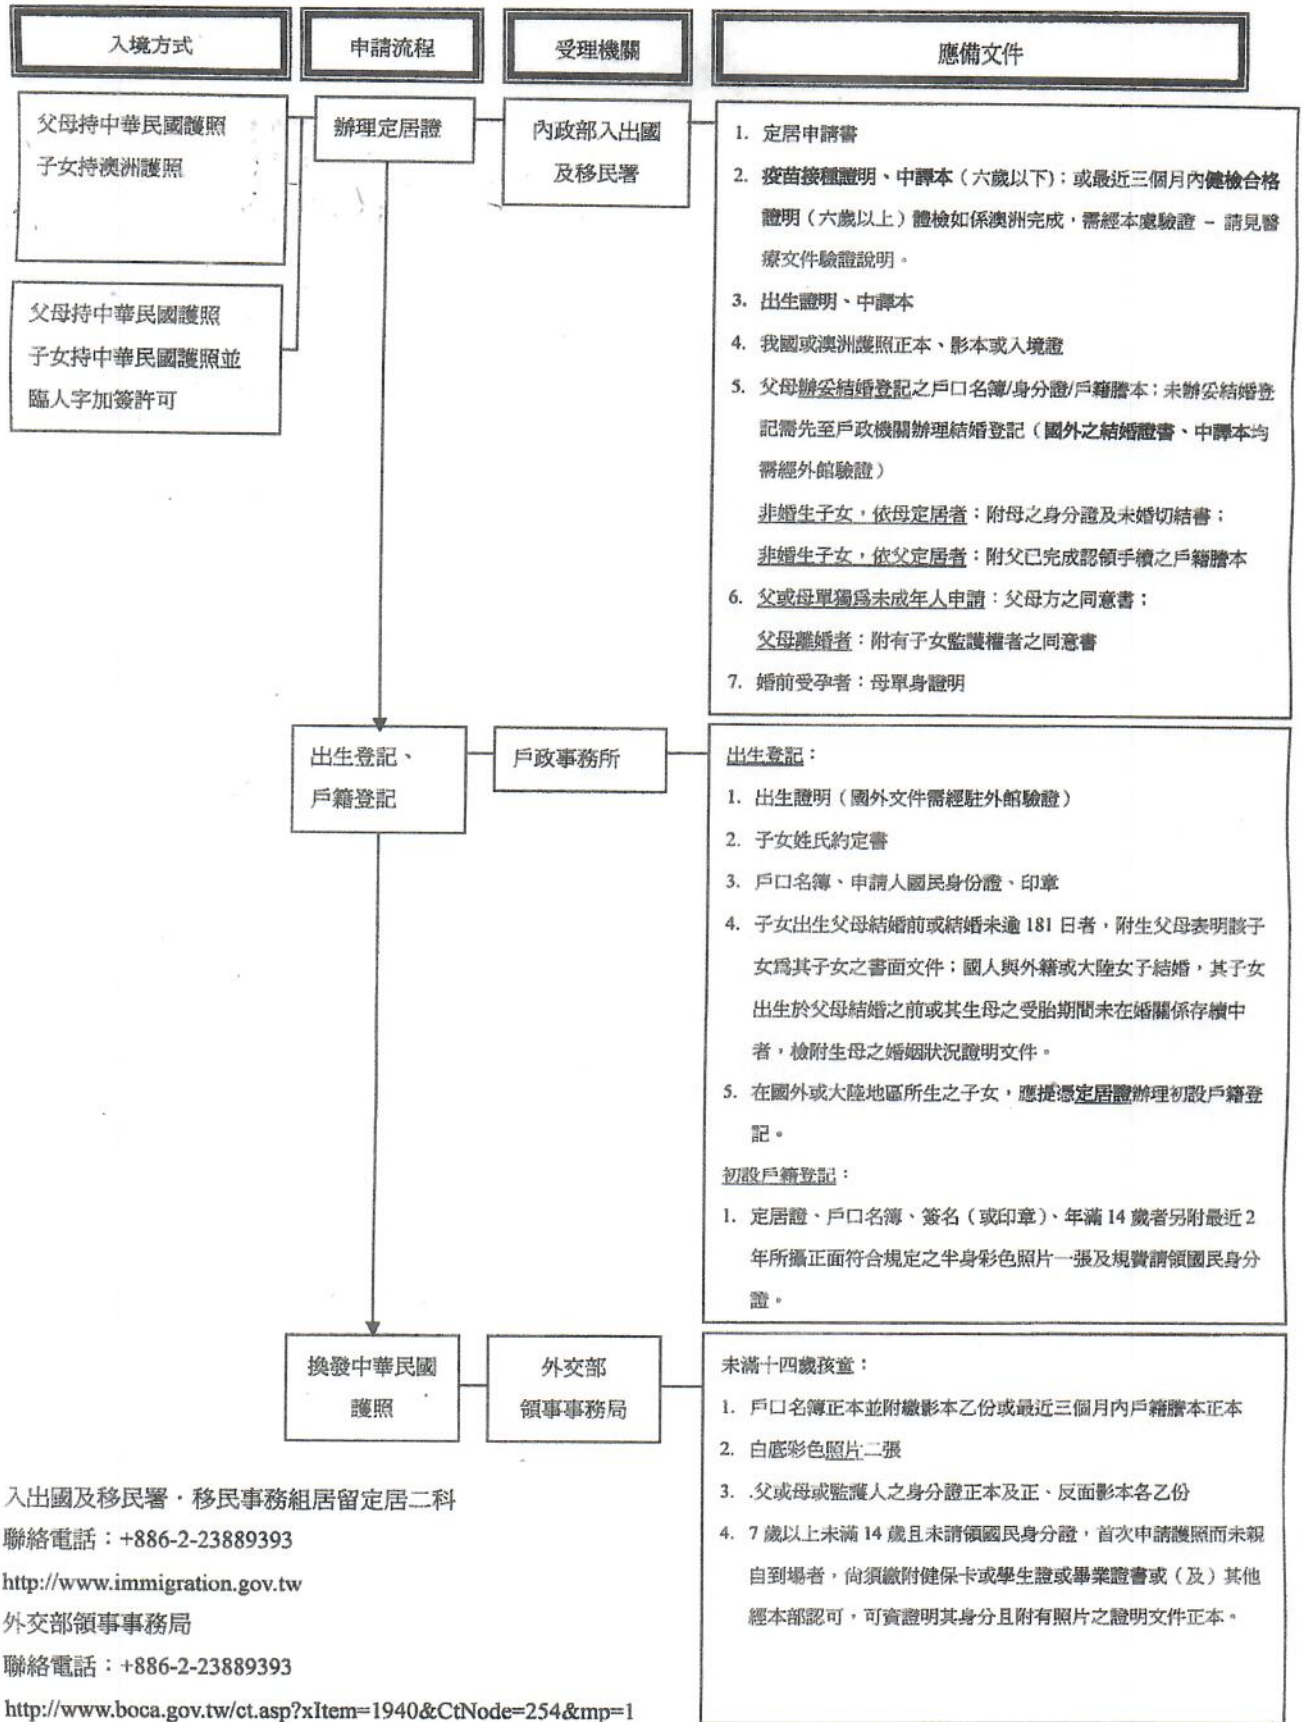 入境方式
申請流程
受理機關
應備文件
父母持中華民國護照
子女持澳洲護照
父母持中華民國護照
子女持中華民國護照並
臨人字加簽許可
辦理定居證
內政部入出國
及移民署
1. 定居申請書
2. 疫苗接種證明、中譯本（六歲以下）；或最近三個月內健檢合格
證明（六歲以上）體檢如係澳洲完成，需經本處驗證 – 請見醫
療文件驗證說明。
3. 出生證明、中譯本
4. 我國或澳洲護照正本、影本或入境證
5. 父母辦妥結婚登記之戶口名簿/身分證/戶籍謄本；未辦妥結婚登
記需先至戶政機關辦理結婚登記（國外之結婚證書、中譯本均
需經外館驗證）
非婚生子女，依母定居者：附母之身分證及未婚切結書；
非婚生子女，依父定居者：附父已完成認領手續之戶籍謄本
6. 父或母單獨爲未成年人申請：父母方之同意書；
父母離婚者：附有子女監護權者之同意書
7. 婚前受孕者：母單身證明
出生登記、
戶籍登記
戶政事務所
出生登記：
1. 出生證明（國外文件需經駐外館驗證）
2. 子女姓氏約定書
3. 戶口名簿、申請人國民身份證、印章
4. 子女出生父母結婚前或結婚未逾 181 日者，附生父母表明該子
女爲其子女之書面文件；國人與外籍或大陸女子結婚，其子女
出生於父母結婚之前或其生母之受胎期間未在婚關係存續中
者，檢附生母之婚姻狀況證明文件。
5. 在國外或大陸地區所生之子女，應提憑定居證辦理初設戶籍登
記。
初設戶籍登記：
1. 定居證、戶口名簿、簽名（或印章）、年滿 14 歲者另附最近 2
年所攝正面符合規定之半身彩色照片一張及規費請領國民身分
證。
換發中華民國
護照
外交部
領事事務局
未滿十四歲孩童：
1. 戶口名簿正本並附繳影本乙份或最近三個月內戶籍謄本正本
2. 白底彩色照片二張
3. .父或母或監護人之身分證正本及正、反面影本各乙份
4. 7 歲以上未滿 14 歲且未請領國民身分證，首次申請護照而未親
自到場者，尙須繳附健保卡或學生證或畢業證書或（及）其他
經本部認可，可資證明其身分且附有照片之證明文件正本。
入出國及移民署．移民事務組居留定居二科
聯絡電話：+886-2-23889393
http://www.immigration.gov.tw
外交部領事事務局
聯絡電話：+886-2-23889393
http://www.boca.gov.tw/ct.asp?xItem=1940&CtNode=254&mp=1